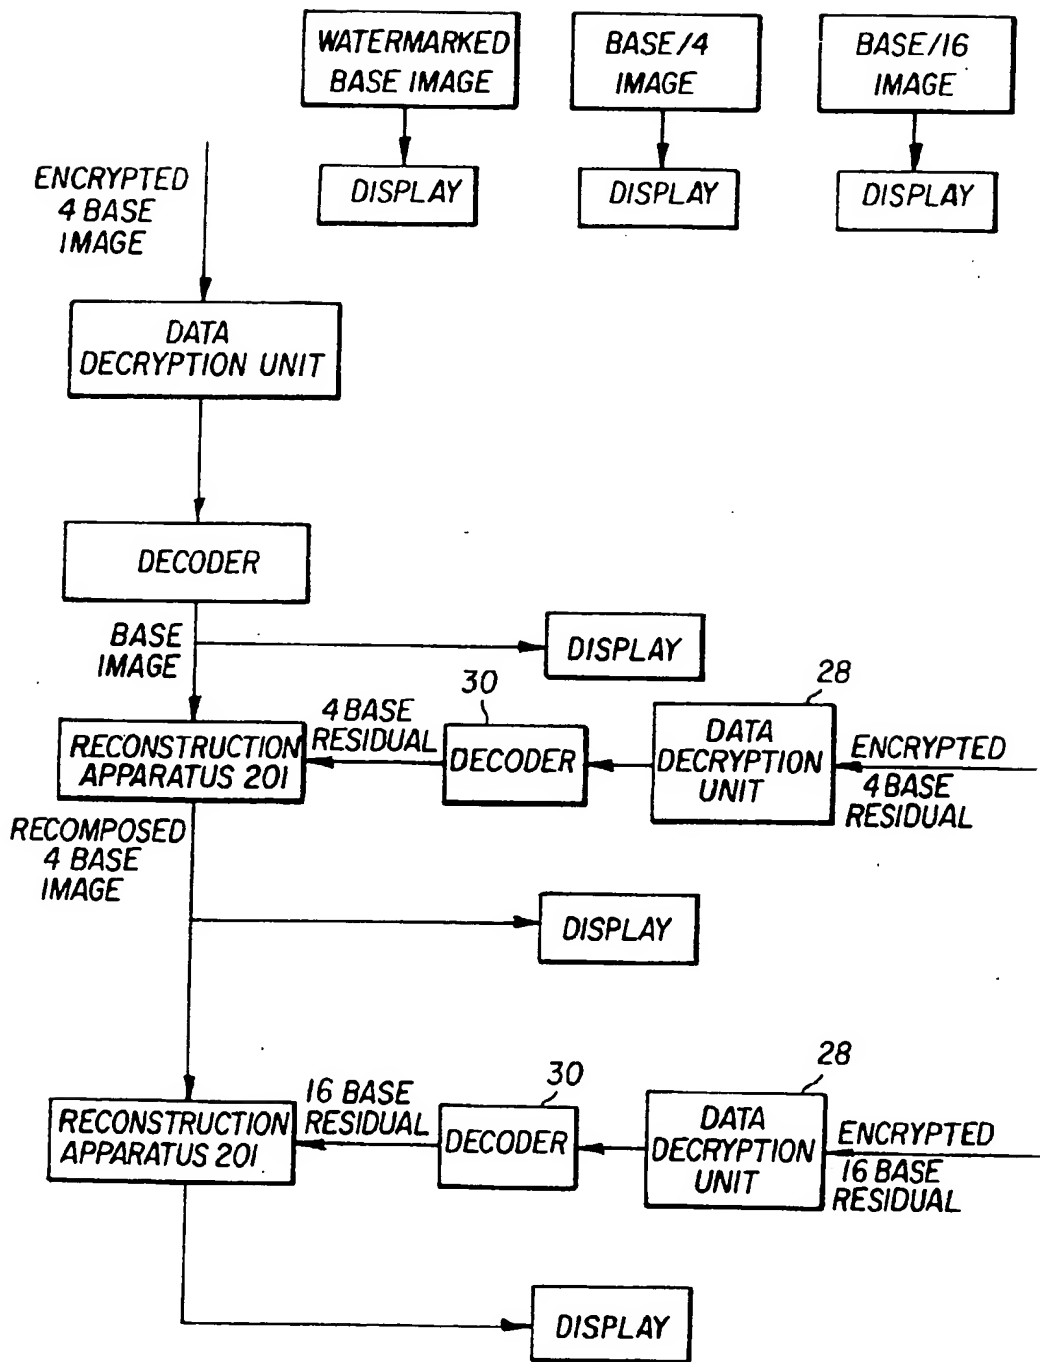 WATERMARKED
BASE IMAGE
BASE/4
IMAGE
BASE/16
IMAGE
DISPLAY
DISPLAY
DISPLAY
ENCRYPTED
4 BASE
IMAGE
DATA
DECRYPTION UNIT
DECODER
BASE
IMAGE
DISPLAY
RECONSTRUCTION
APPARATUS 201
4 BASE
RESIDUAL
30
DECODER
28
DATA
DECRYPTION
UNIT
ENCRYPTED
4 BASE
RESIDUAL
RECOMPOSED
4 BASE
IMAGE
DISPLAY
RECONSTRUCTION
APPARATUS 201
16 BASE
RESIDUAL
30
DECODER
28
DATA
DECRYPTION
UNIT
ENCRYPTED
16 BASE
RESIDUAL
DISPLAY